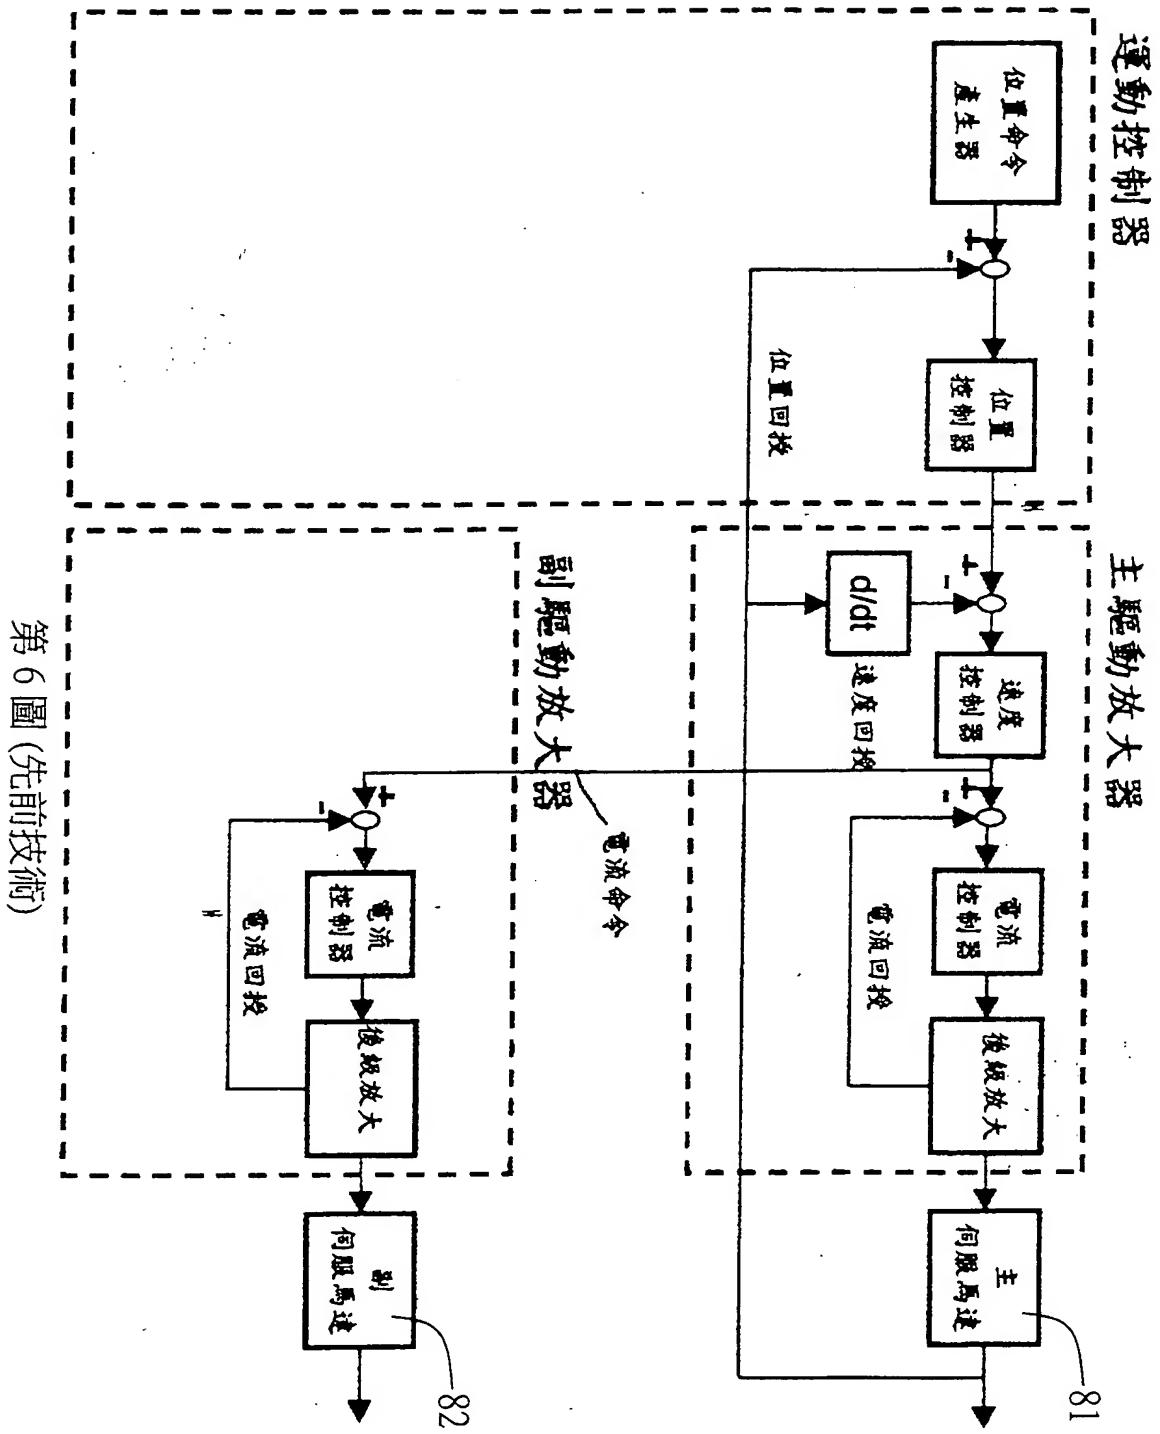 運動控制器
位置命令
產生器
+
-
位置
控制器
位置回授
主驅動放大器
+
-
d/dt
速度回授
速度
控制器
+
-
電流
控制器
電流回授
後級放大
主
伺服馬達
81
副驅動放大器
電流命令
+
-
電流
控制器
電流回授
後級放大
副
伺服馬達
82
第 6 圖 (先前技術)